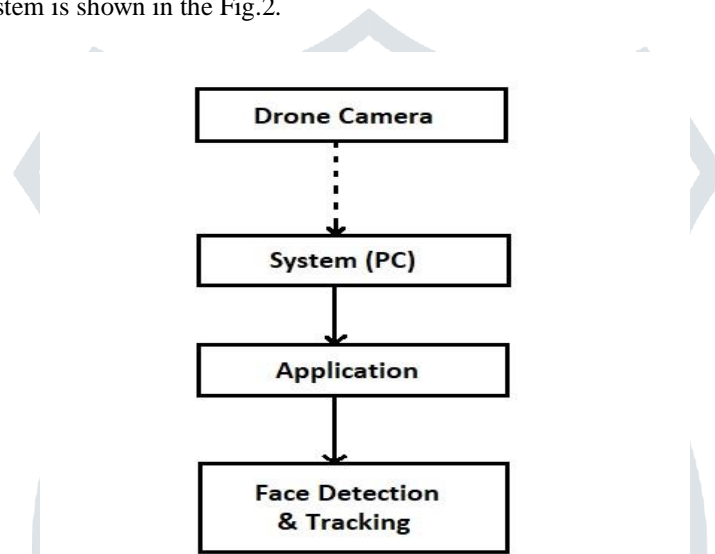 stem is shown in the Fig.2.
Drone Camera
System (PC)
Application
Face Detection
& Tracking